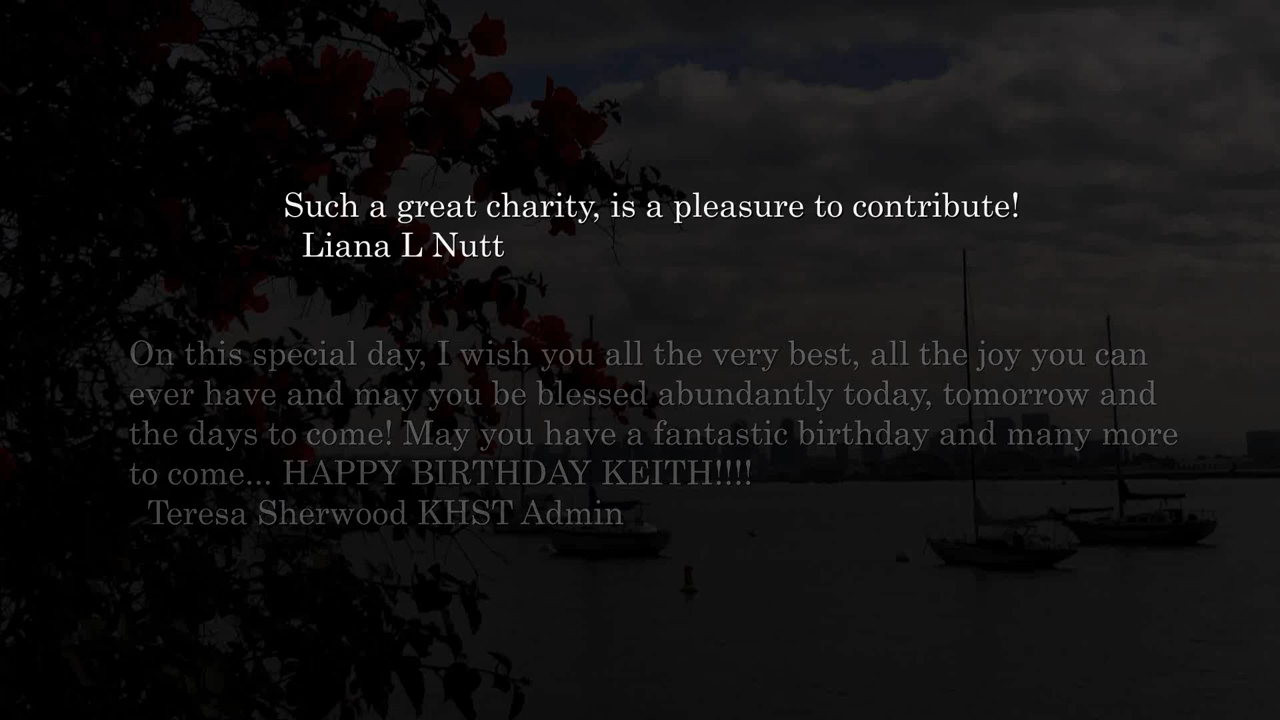 Such a great charity, is a pleasure to contribute!
Liana L Nutt
On this special day, I wish you all the very best, all the joy you can
ever have and may you be blessed abundantly today, tomorrow and
the days to come! May you have a fantastic birthday and many more
to come... HAPPY BIRTHDAY KEITH!!!!
Teresa Sherwood KHST Admin